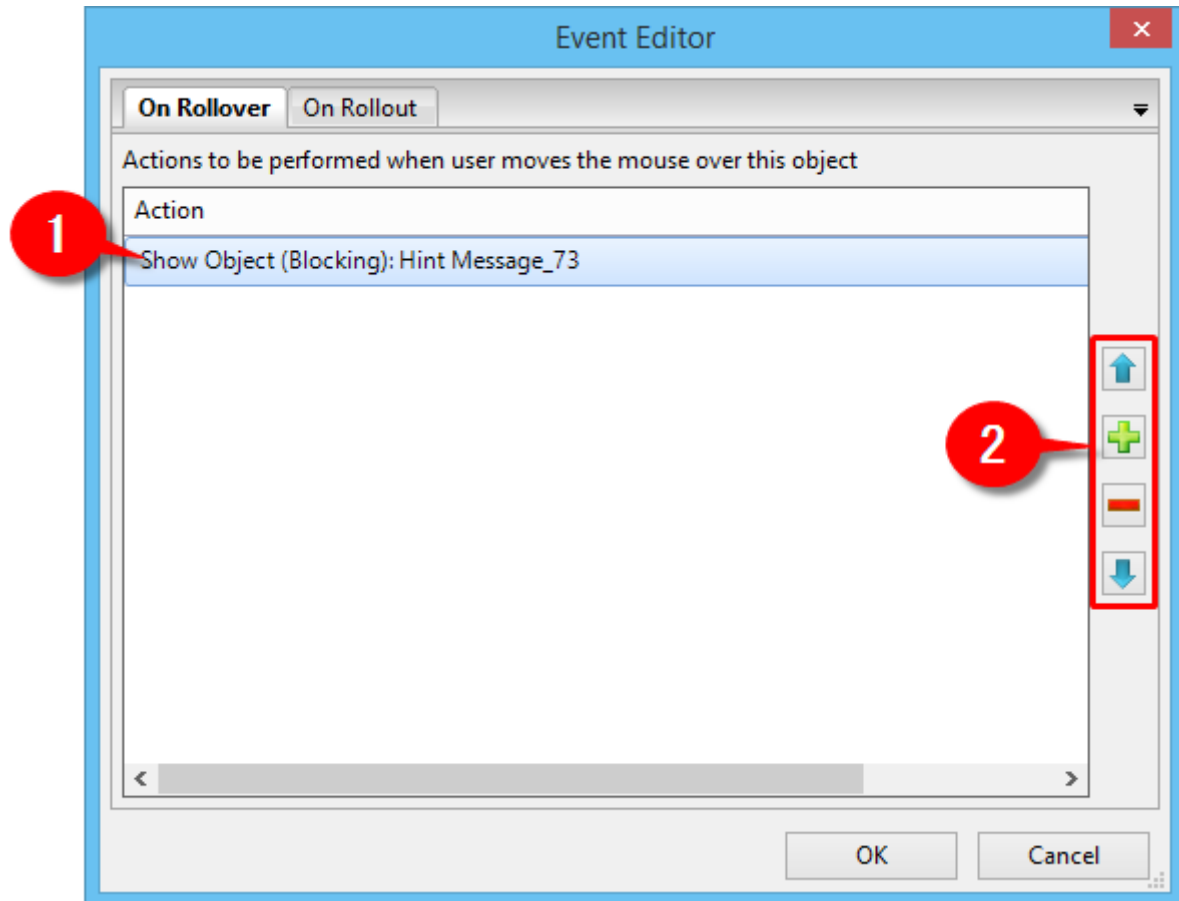 Event Editor
On Rollover On Rollout
Actions to be performed when user moves the mouse over this object
Action
1
Show Object (Blocking): Hint Message_73
2
OK Cancel